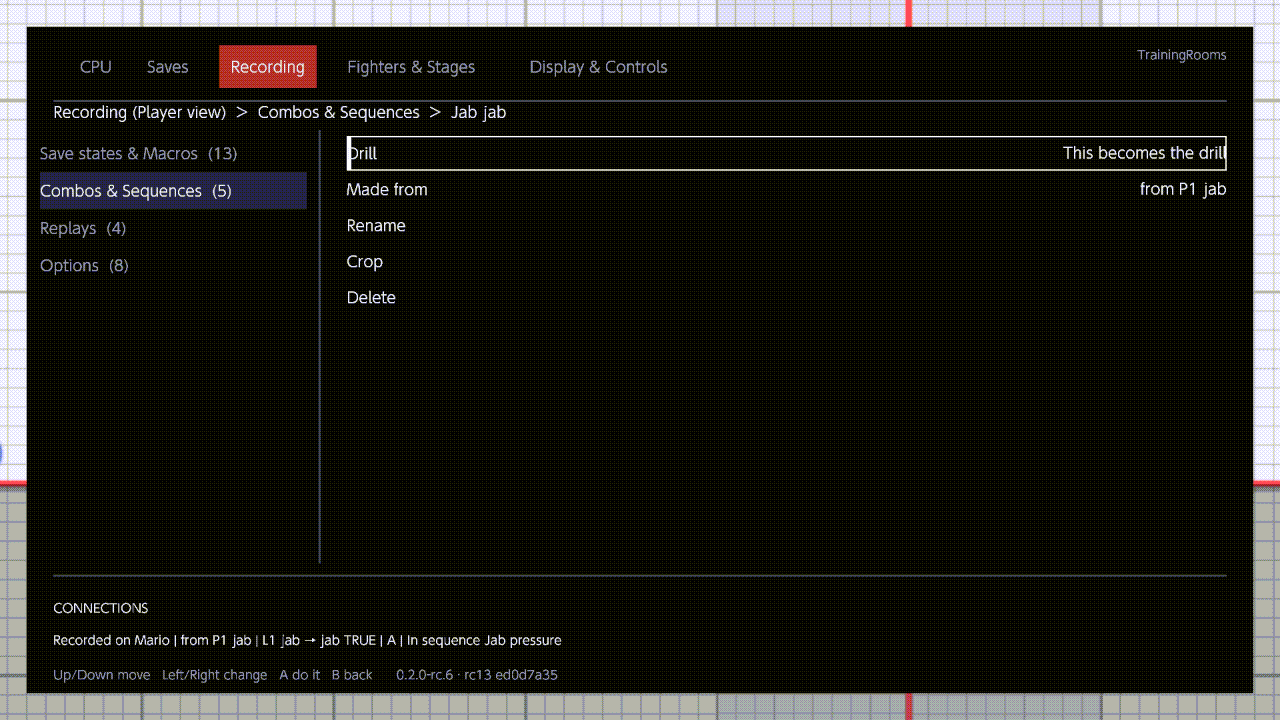 CPU Saves Recording Fighters & Stages Display & Controls TrainingRooms
Recording (Player view) > Combos & Sequences > Jab jab
Save states & Macros (13)
Combos & Sequences (5)
Replays (4)
Options (8)
Drill This becomes the drill
Made from from P1 jab
Rename
Crop
Delete
CONNECTIONS
Recorded on Mario | from P1 jab | L1 jab → jab TRUE | A | In sequence Jab pressure
Up/Down move Left/Right change A do it B back 0.2.0-rc.6 · rc13 ed0d7a35